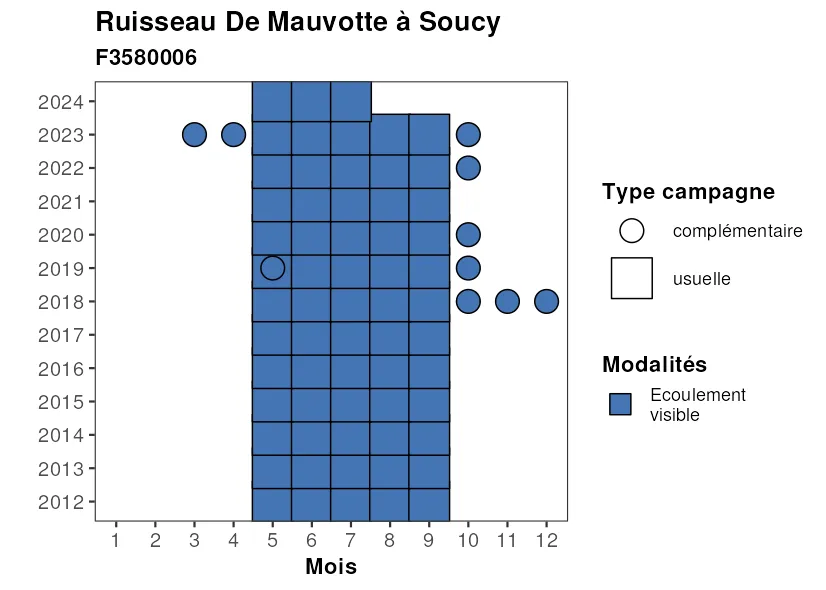 Ruisseau De Mauvotte à Soucy
F3580006
2024
2023
2022
2021
2020
2019
2018
2017
2016
2015
2014
2013
2012
1 2 3 4 5 6 7 8 9 10 11 12
Mois
Type campagne
complémentaire
usuelle
Modalités
Ecoulement
visible